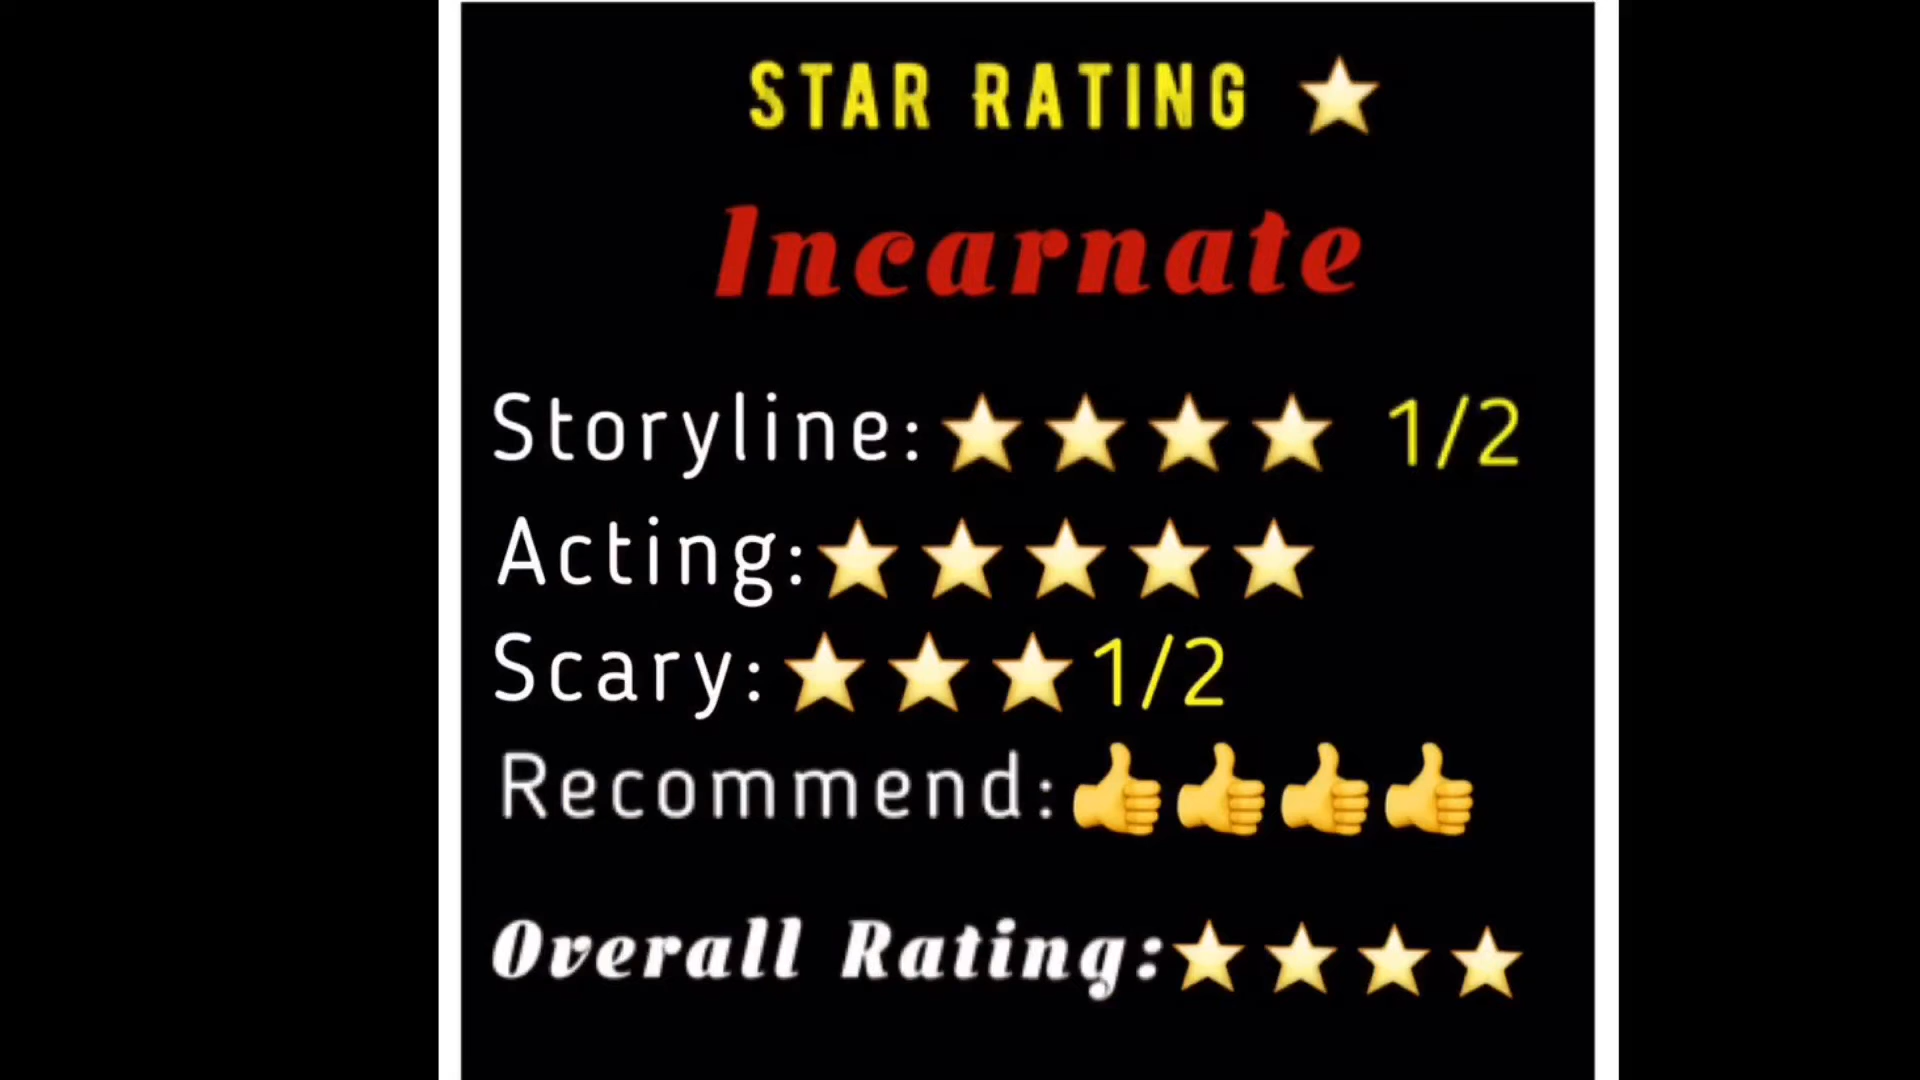 STAR RATING ⭐
Incarnate
Storyline:⭐⭐⭐⭐ 1/2
Acting:⭐⭐⭐⭐⭐
Scary:⭐⭐⭐1/2
Recommend:👍👍👍👍
Overall Rating:⭐⭐⭐⭐